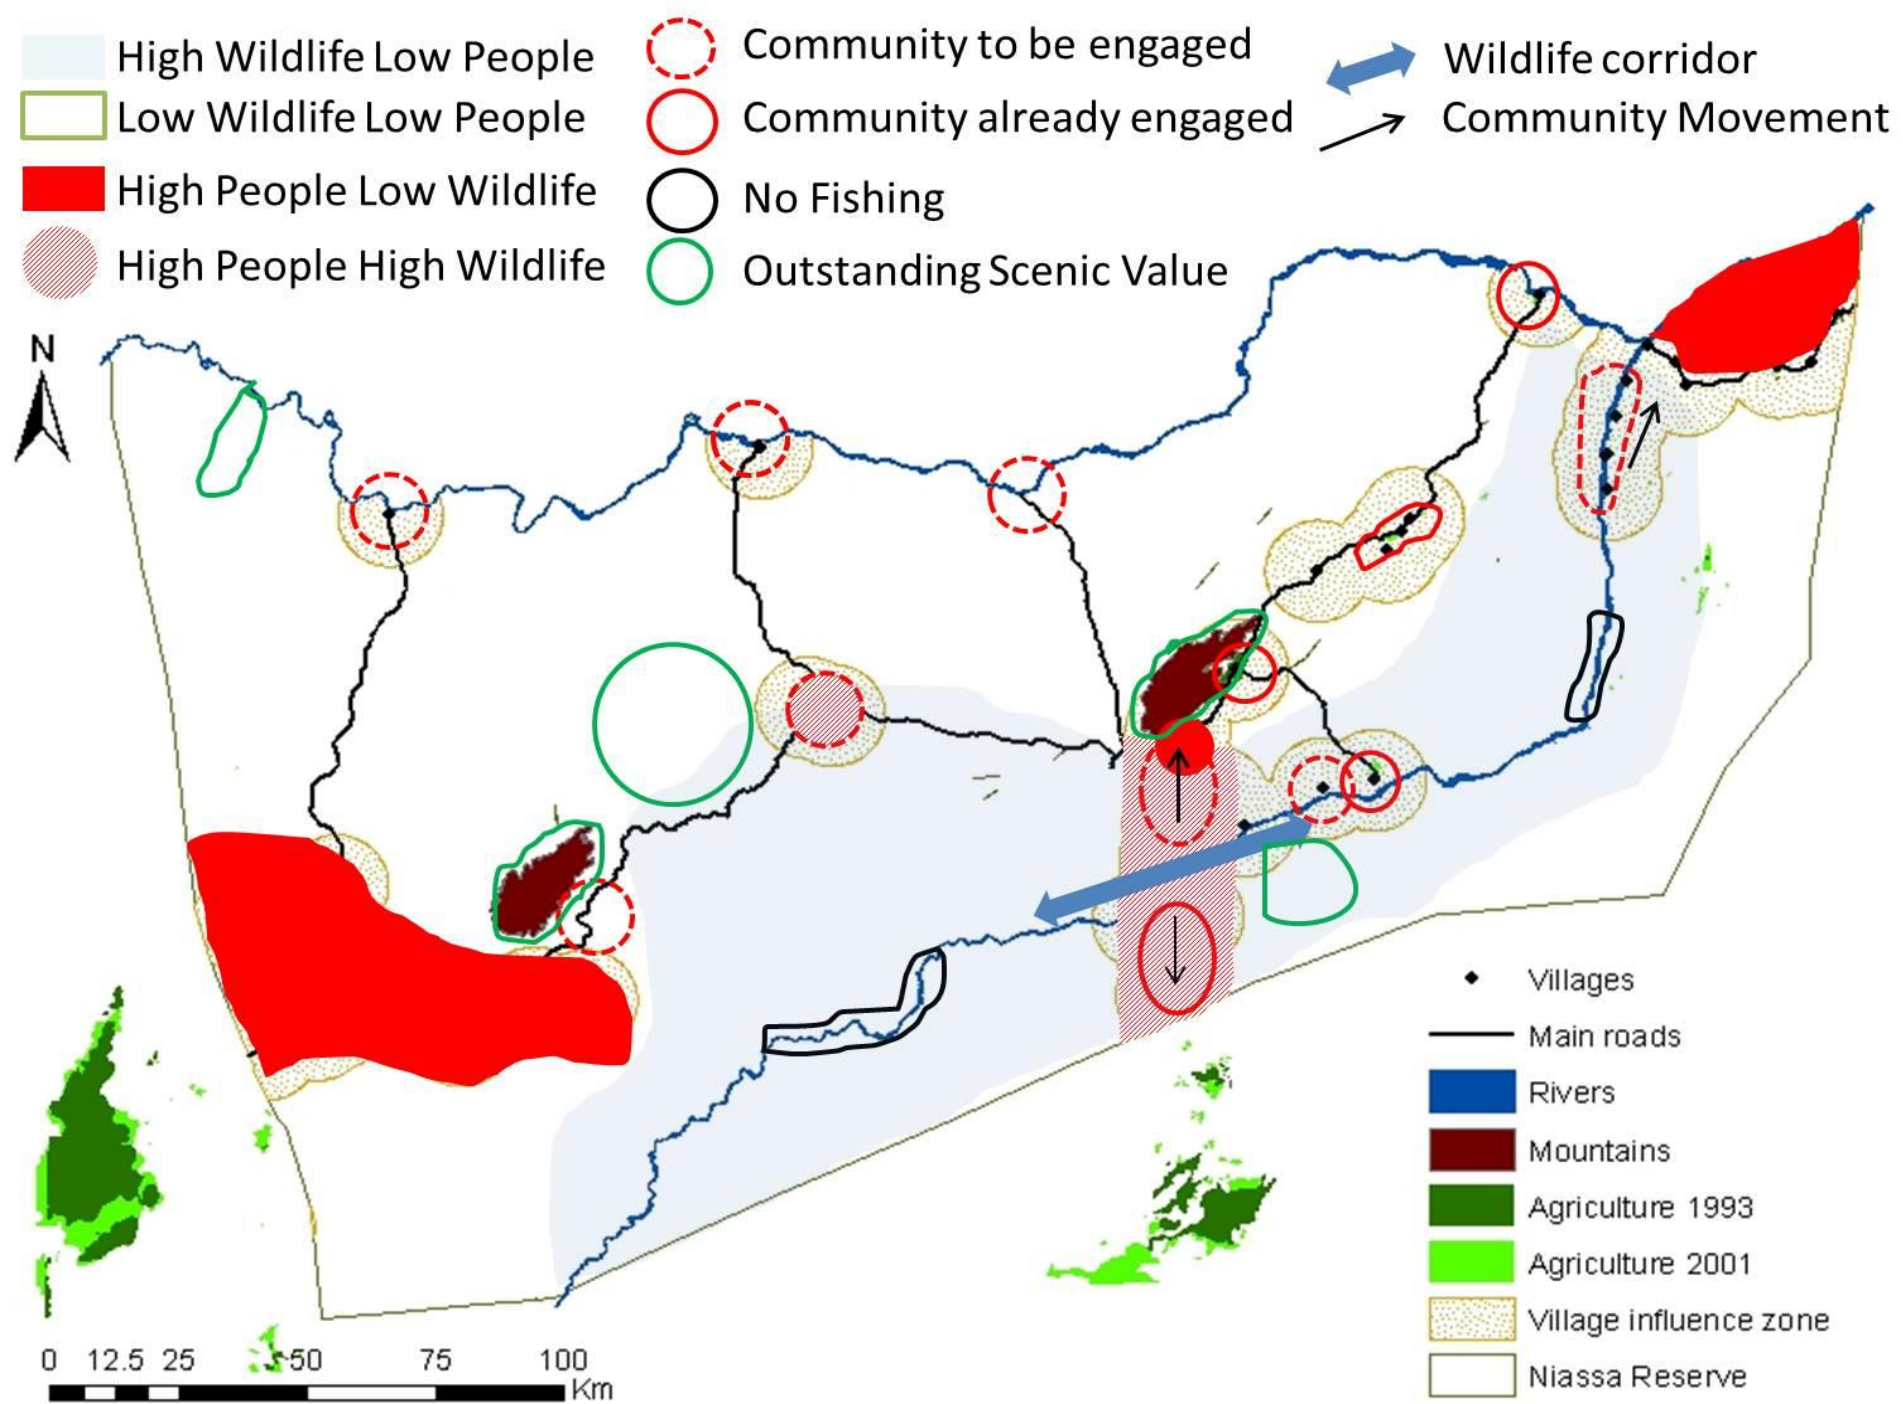 High Wildlife Low People
Low Wildlife Low People
High People Low Wildlife
High People High Wildlife
Community to be engaged
Community already engaged
No Fishing
Outstanding Scenic Value
Wildlife corridor
Community Movement
N
Villages
Main roads
Rivers
Mountains
Agriculture 1993
Agriculture 2001
Village influence zone
Niassa Reserve
0 12.5 25 50 75 100
Km